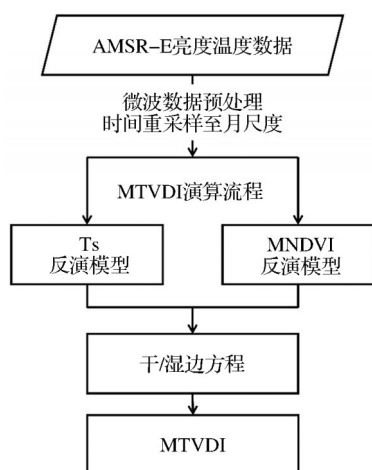 AMSR-E亮度温度数据
微波数据预处理
时间重采样至月尺度
MTVDI演算流程
Ts
反演模型
MNDVI
反演模型
干/湿边方程
MTVDI